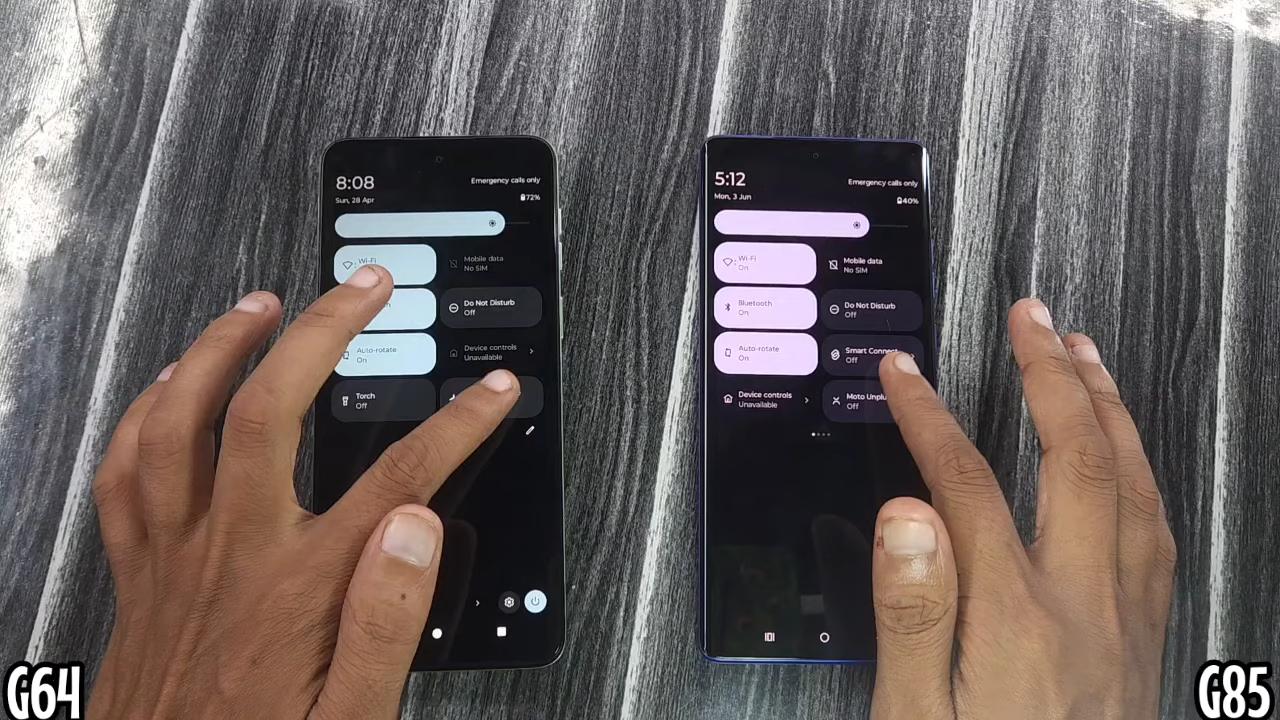 8:08
Emergency calls only
Sun, 28 Apr
72%
Wi-Fi
Mobile data
No SIM
Do Not Disturb
Off
Auto-rotate
On
Device controls
Unavailable
Torch
Off
5:12
Emergency calls only
Mon, 3 Jun
40%
Wi-Fi
On
Mobile data
No SIM
Bluetooth
On
Do Not Disturb
Off
Auto-rotate
On
Smart Connect
Off
Device controls
Unavailable
Moto
Off
G64
G85